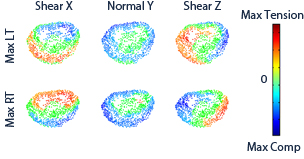 Shear X Normal Y Shear Z
Max Tension
Max LT
0
Max RT
Max Comp